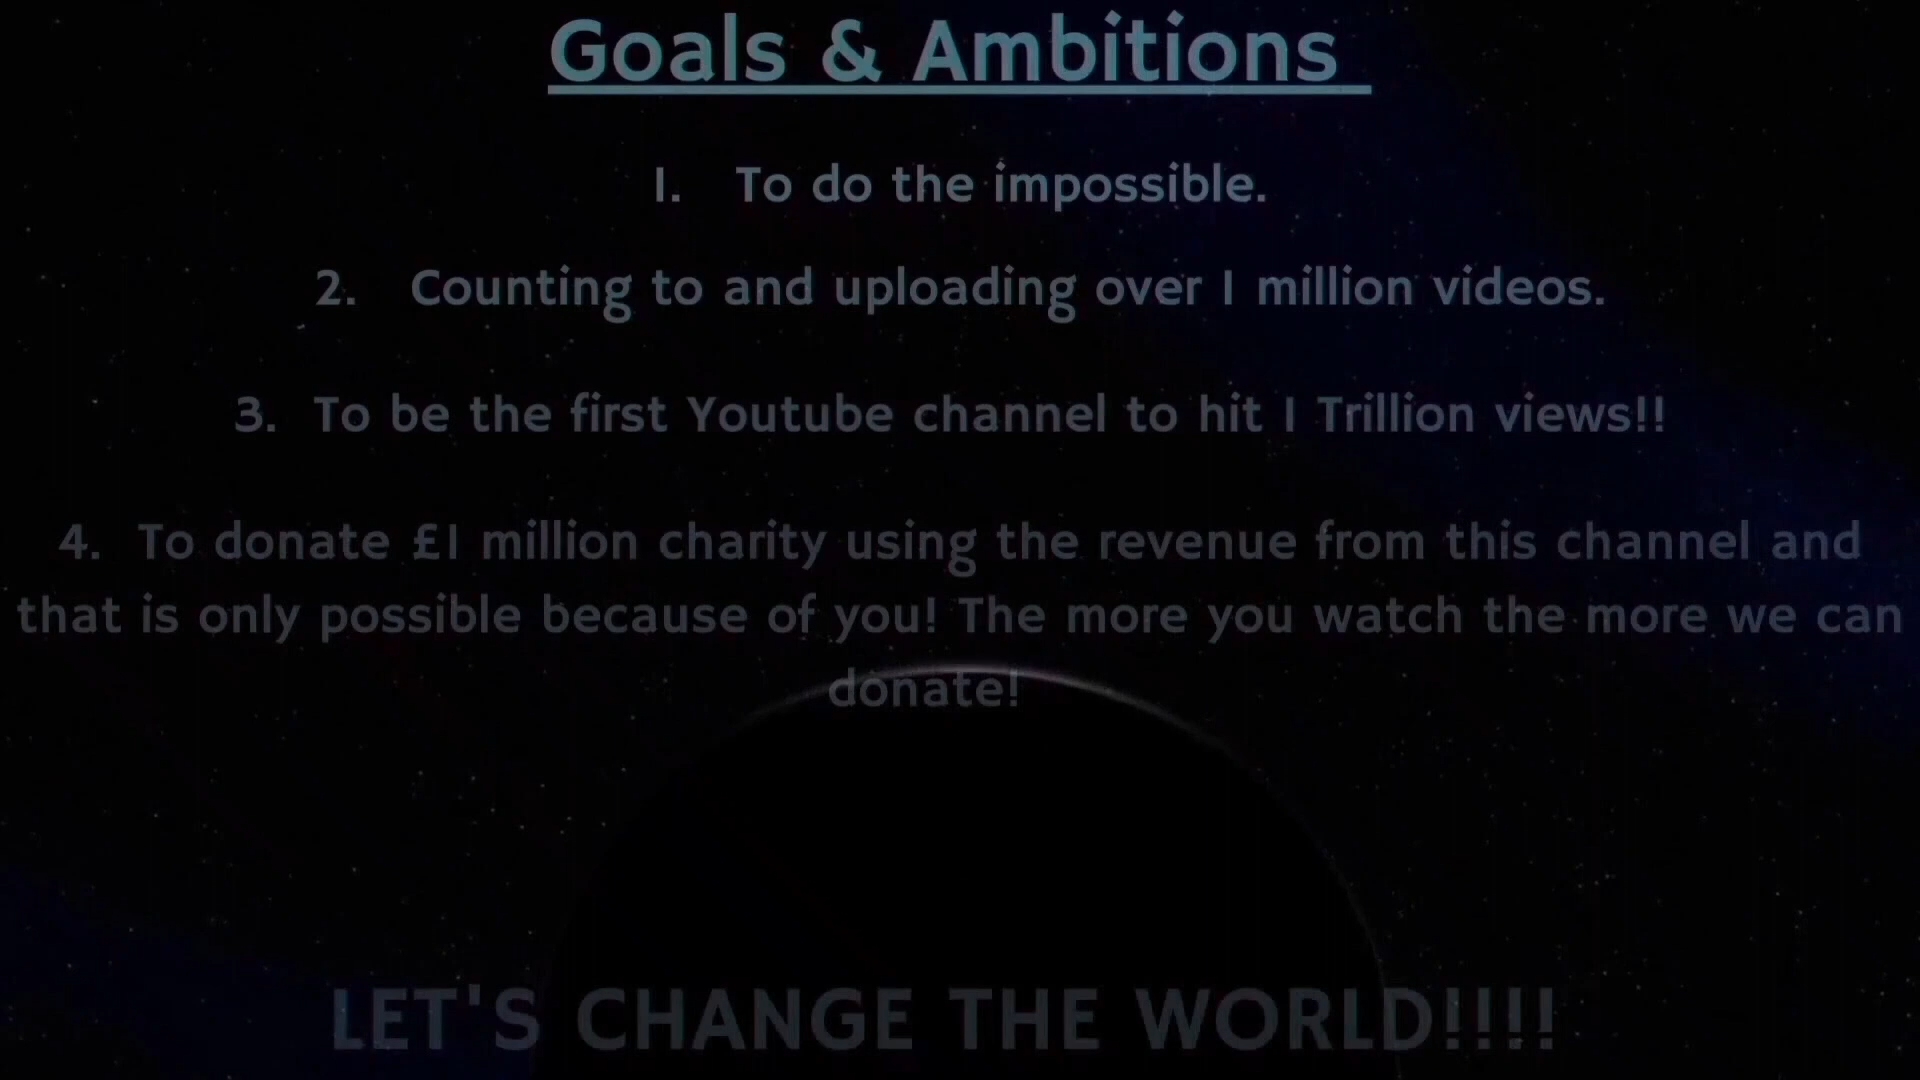 Goals & Ambitions
1. To do the impossible.
2. Counting to and uploading over 1 million videos.
3. To be the first Youtube channel to hit 1 Trillion views!!
4. To donate £1 million charity using the revenue from this channel and
that is only possible because of you! The more you watch the more we can
donate!
LET'S CHANGE THE WORLD!!!!